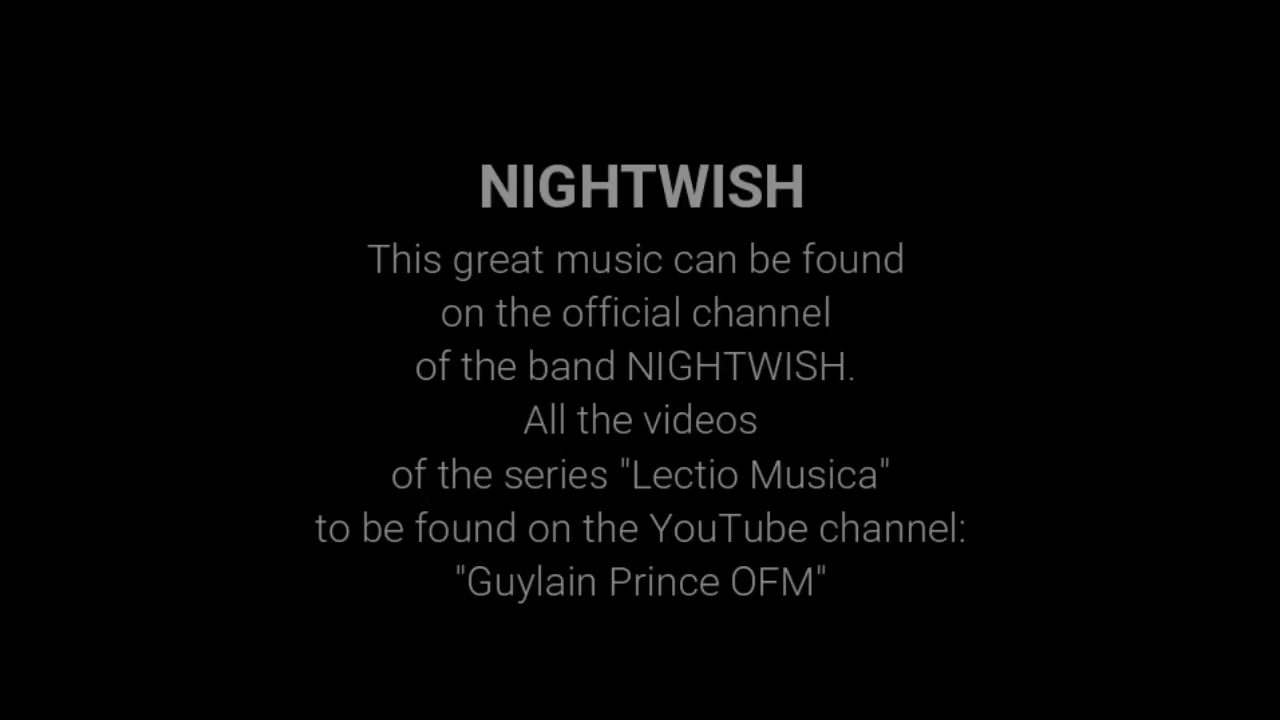 NIGHTWISH
This great music can be found
on the official channel
of the band NIGHTWISH.
All the videos
of the series "Lectio Musica"
to be found on the YouTube channel:
"Guylain Prince OFM"